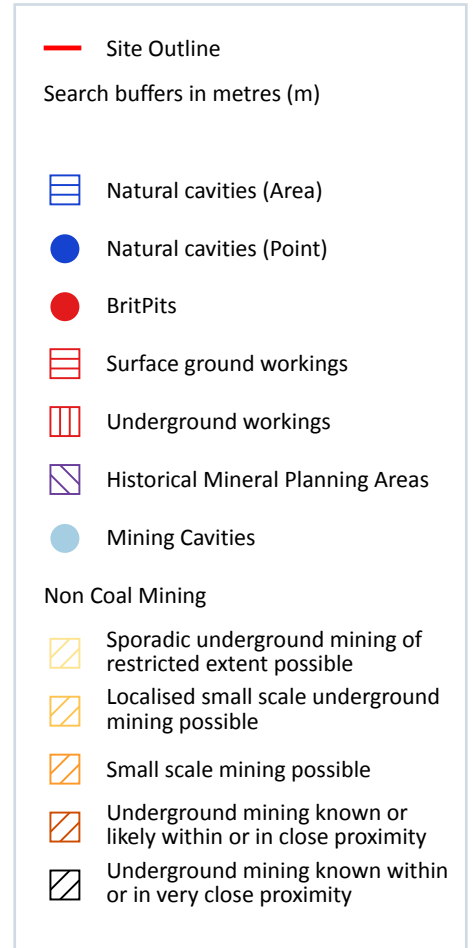 Site Outline
Search buffers in metres (m)
Natural cavities (Area)
Natural cavities (Point)
BritPits
Surface ground workings
Underground workings
Historical Mineral Planning Areas
Mining Cavities
Non Coal Mining
Sporadic underground mining of
restricted extent possible
Localised small scale underground
mining possible
Small scale mining possible
Underground mining known or
likely within or in close proximity
Underground mining known within
or in very close proximity